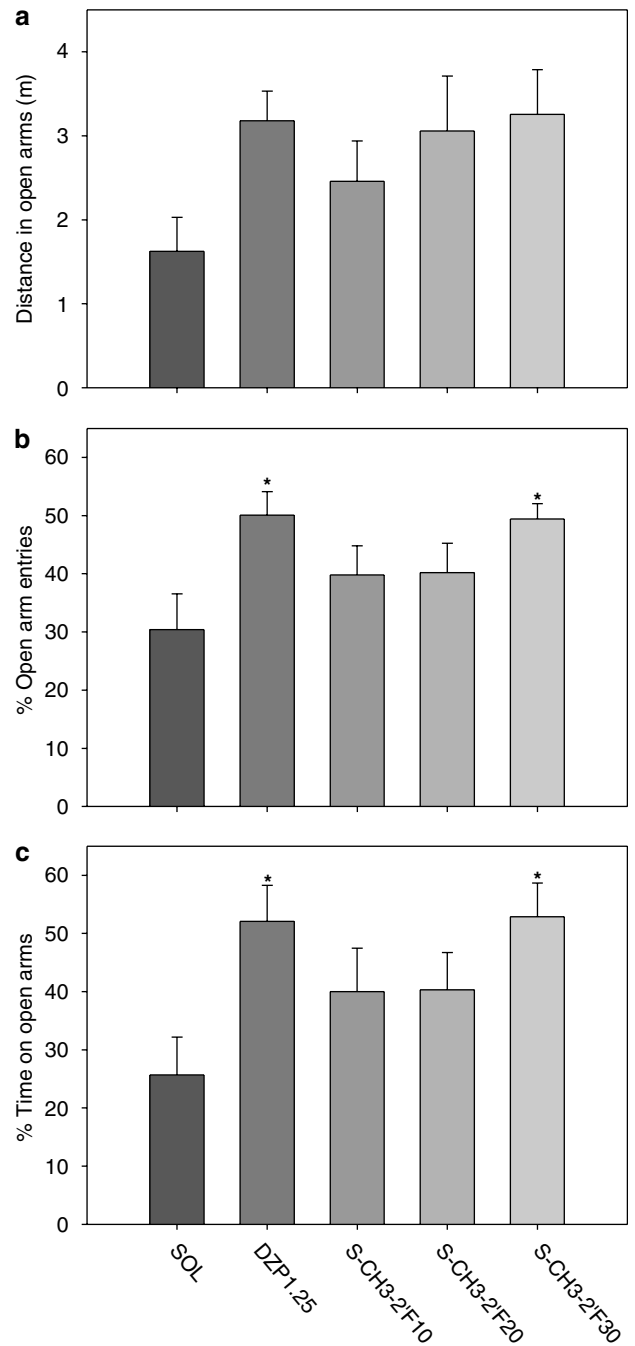 a
Distance in open arms (m)
4
3
2
1
0
b
% Open arm entries
60
50
40
30
20
10
0
*
*
c
% Time on open arms
60
50
40
30
20
10
0
*
*
SOL
DZP1.25
S-CH3-2'F10
S-CH3-2'F20
S-CH3-2'F30